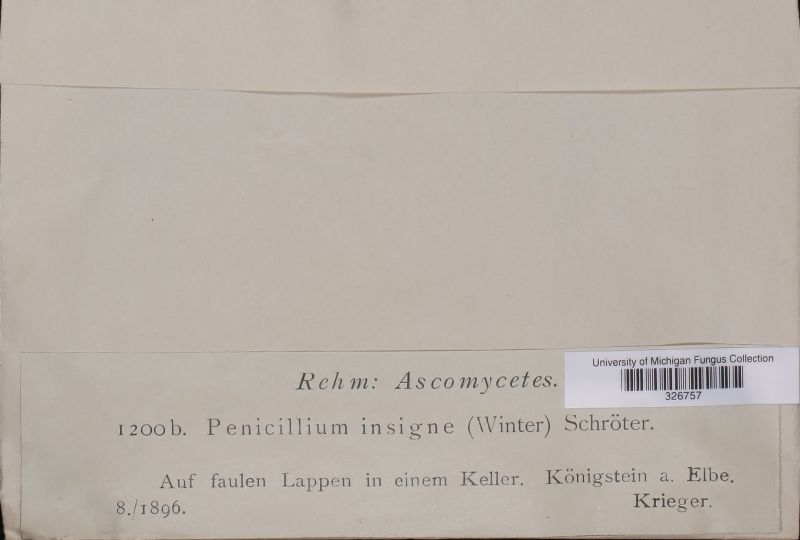 Rehm: Ascomycetes.
University of Michigan Fungus Collection
326757
1200b. Penicillium insigne (Winter) Schröter.
Auf faulen Lappen in einem Keller. Königstein a. Elbe.
8./1896. Krieger.